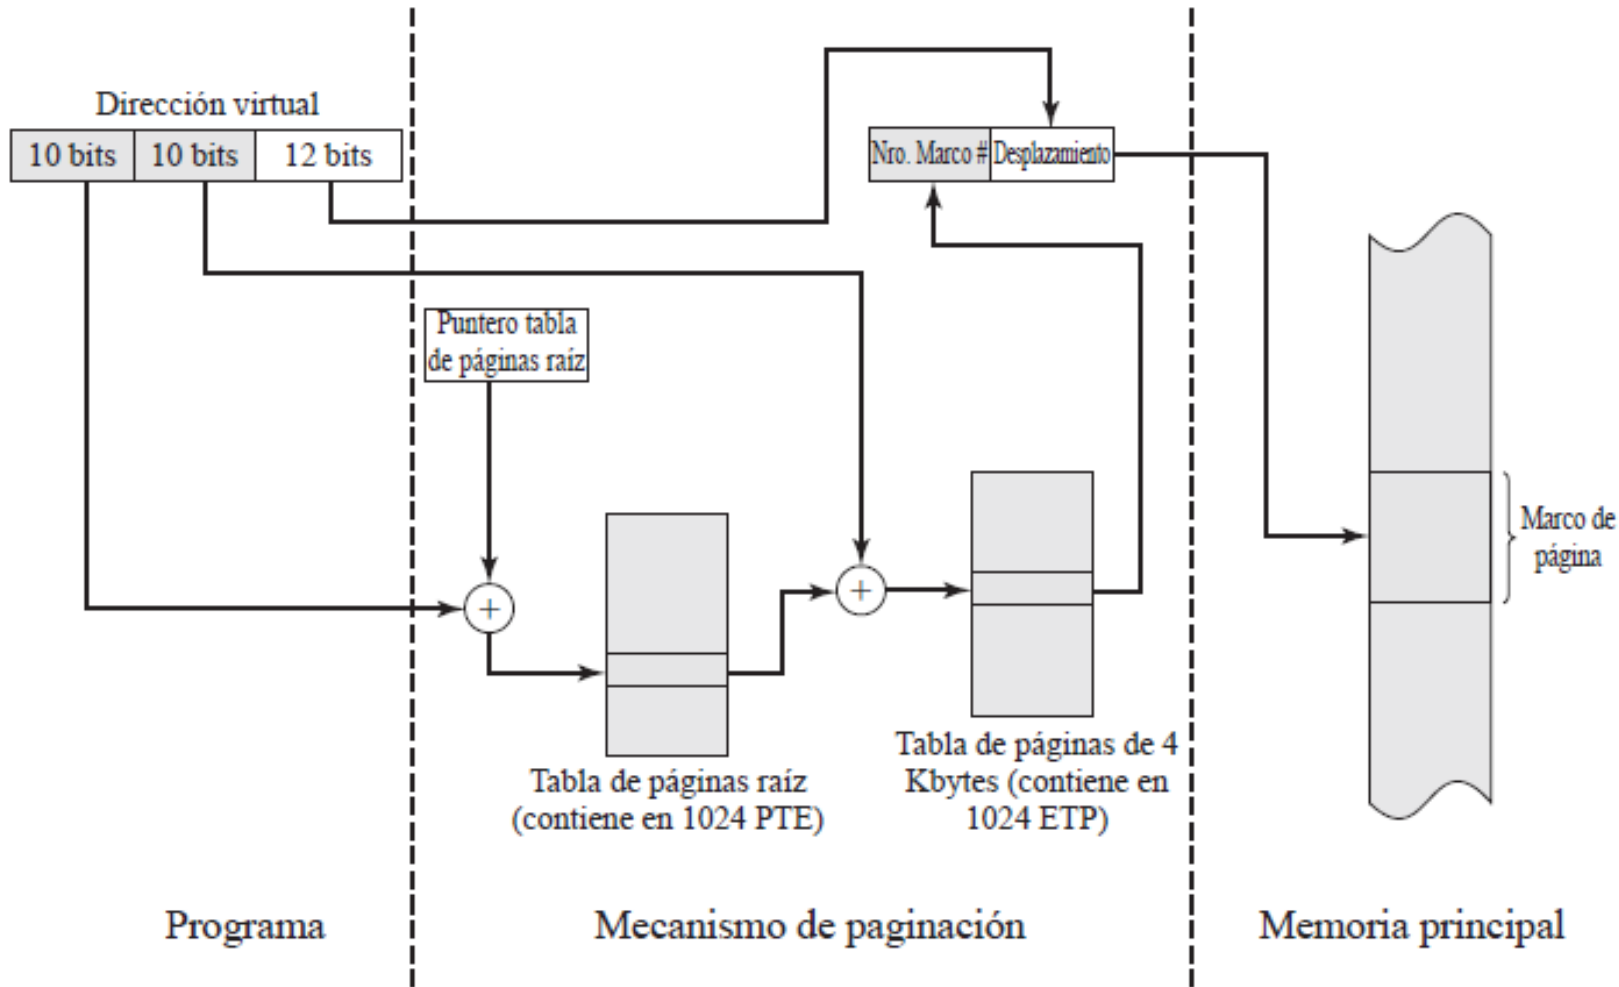 Dirección virtual
10 bits
10 bits
12 bits
Nro. Marco #
Desplazamiento
Puntero tabla
de páginas raíz
+
+
Marco de
página
Tabla de páginas raíz
(contiene en 1024 PTE)
Tabla de páginas de 4
Kbytes (contiene en
1024 ETP)
Programa
Mecanismo de paginación
Memoria principal